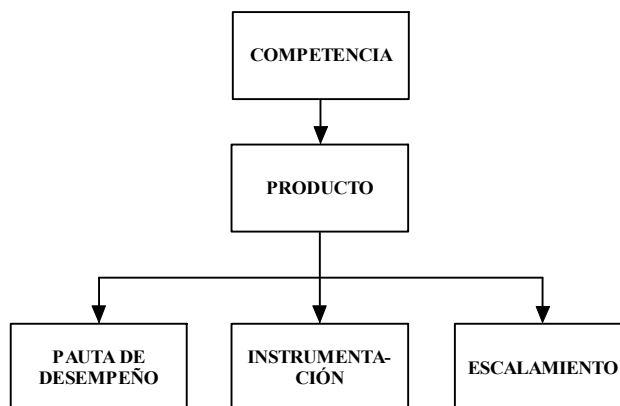 COMPETENCIA
PRODUCTO
PAUTA DE
DESEMPEÑO
INSTRUMENTA-
CIÓN
ESCALAMIENTO